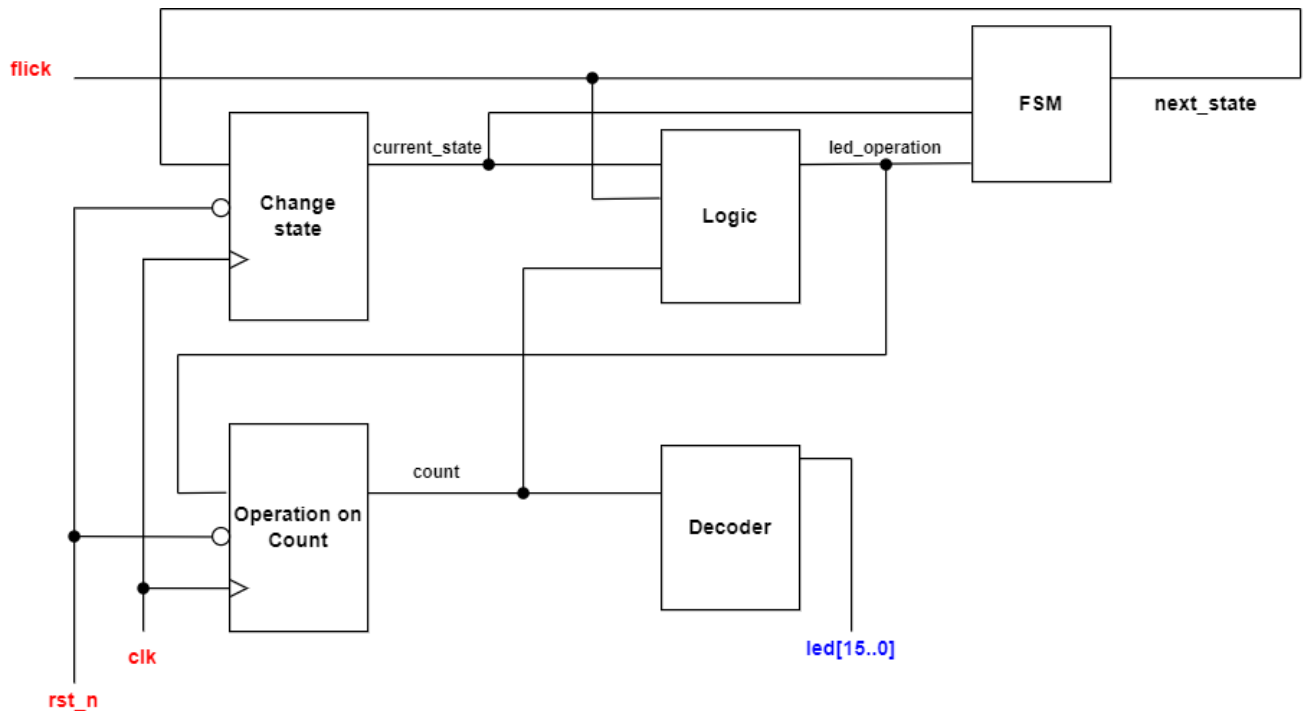 flick
FSM
next_state
current_state
led_operation
Change
state
Logic
count
Operation on
Count
Decoder
clk
led[15..0]
rst_n